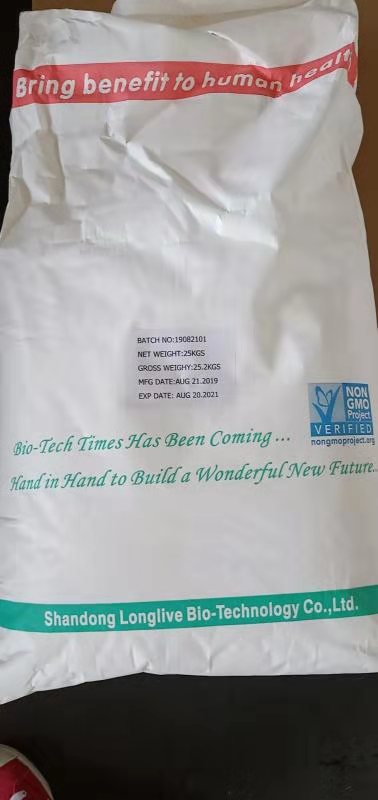 Bring benefit to human healt
BATCH NO:19082101
NET WEIGHT:25KGS
GROSS WEIGHY:25.2KGS
MFG DATE:AUG 21.2019
EXP DATE: AUG 20.2021
NON
GMO
Project
VERIFIED
nongmoproject.org
Bio-Tech Times Has Been Coming ...
Hand in Hand to Build a Wonderful New Future...
Shandong Longlive Bio-Technology Co.,Ltd.